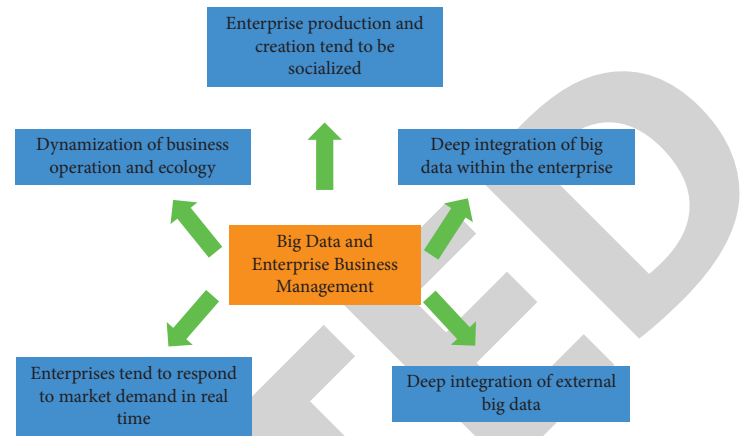 Enterprise production and
creation tend to be
socialized
Dynamization of business
operation and ecology
Deep integration of big
data within the enterprise
Big Data and
Enterprise Business
Management
Enterprises tend to respond
to market demand in real
time
Deep integration of external
big data